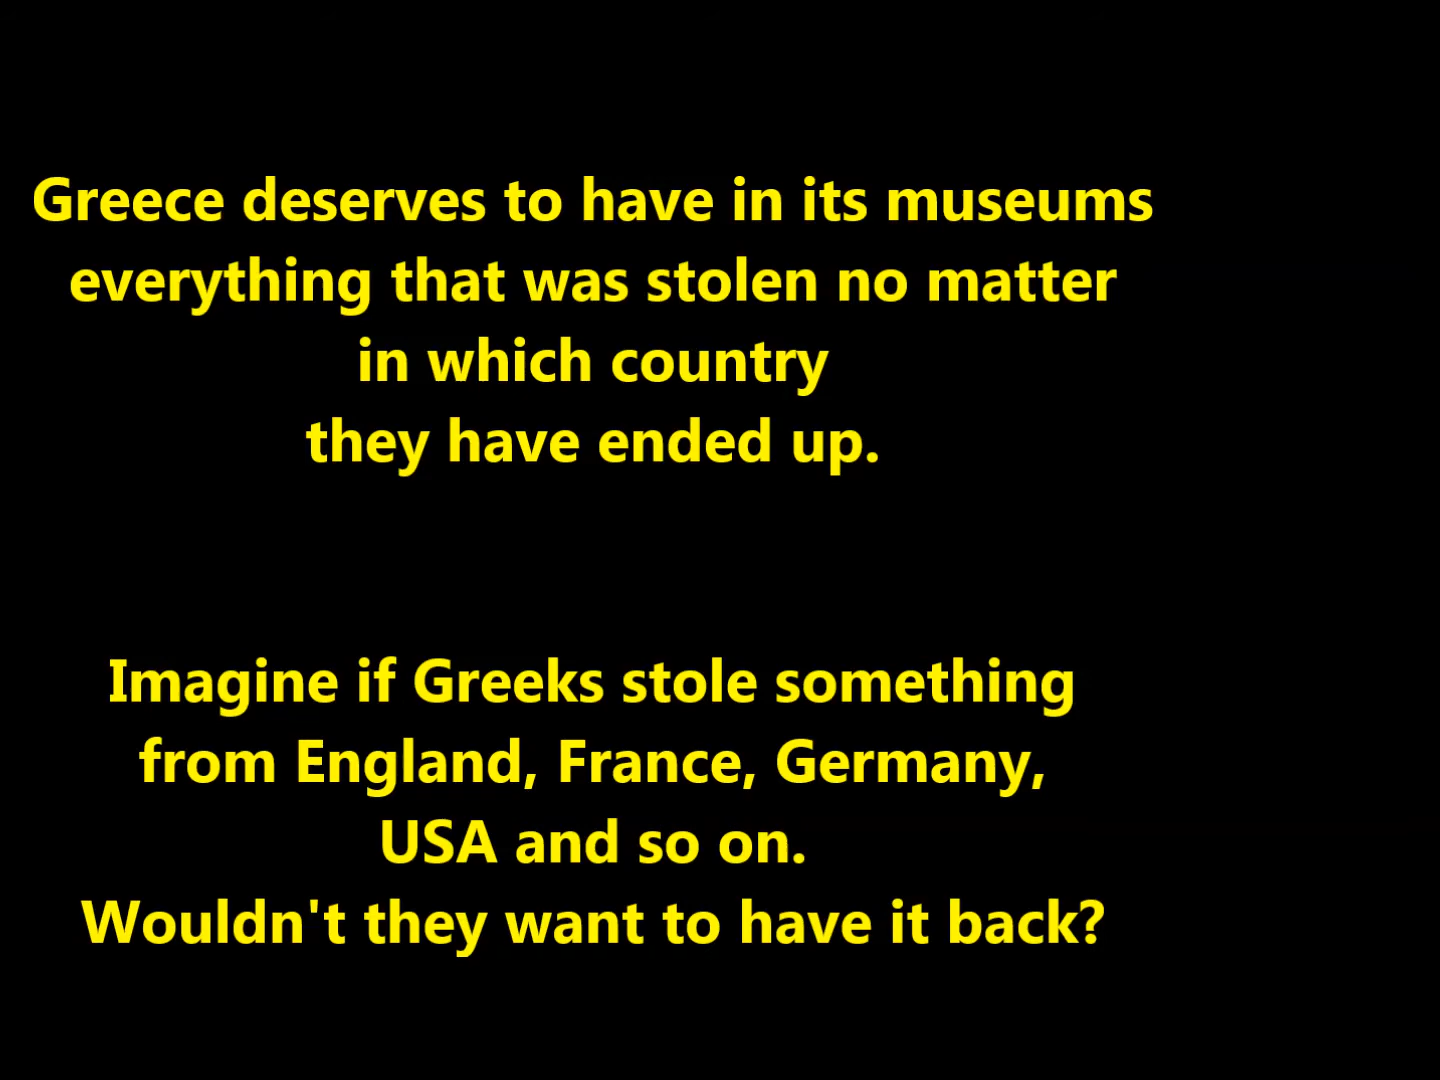 Greece deserves to have in its museums
everything that was stolen no matter
in which country
they have ended up.
Imagine if Greeks stole something
from England, France, Germany,
USA and so on.
Wouldn't they want to have it back?